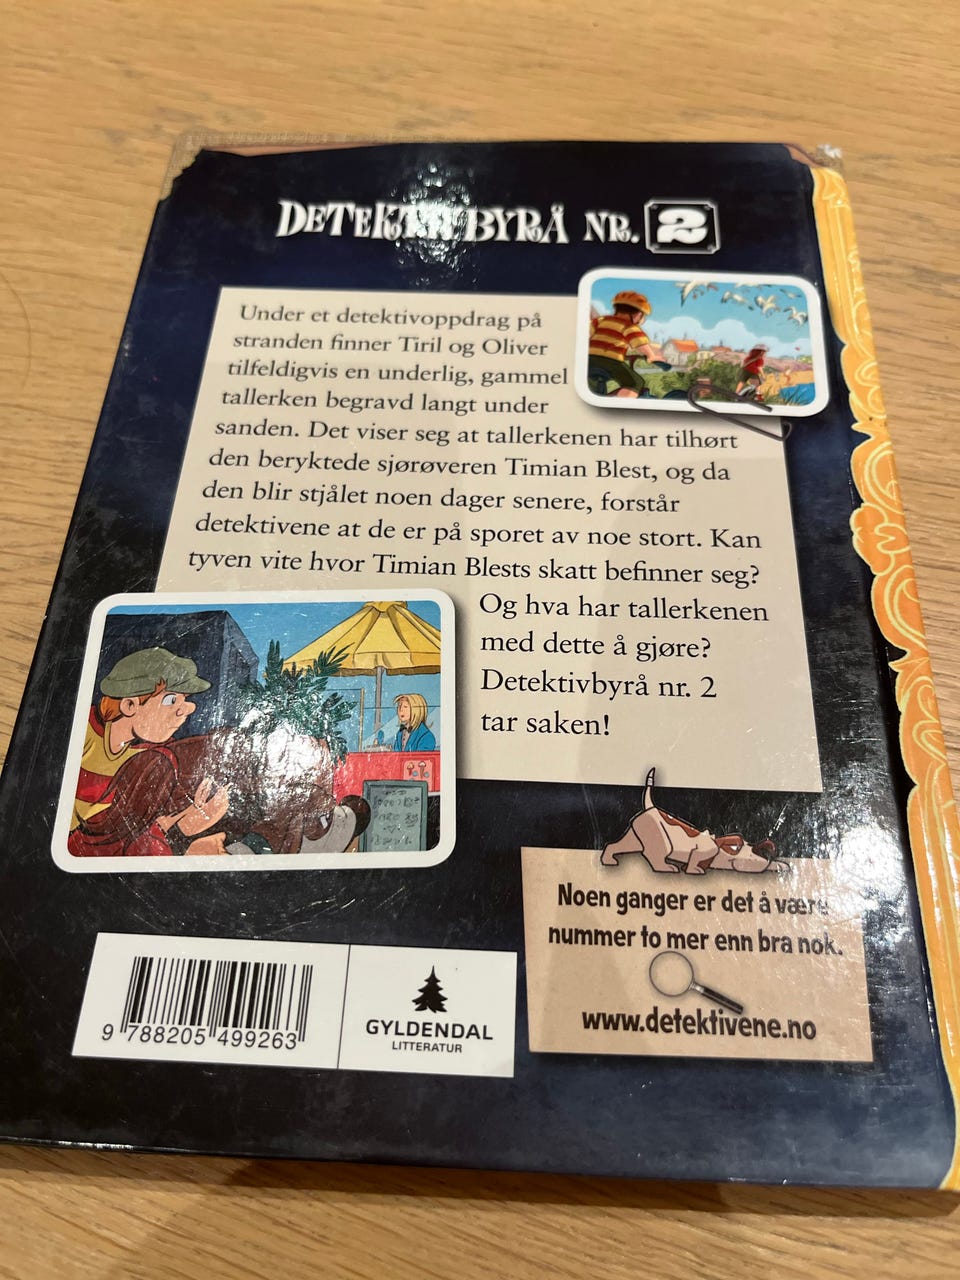 DETEKTIVBYRÅ NR. 2
Under et detektivoppdrag på
stranden finner Tiril og Oliver
tilfeldigvis en underlig, gammel
tallerken begravd langt under
sanden. Det viser seg at tallerkenen har tilhørt
den beryktede sjørøveren Timian Blest, og da
den blir stjålet noen dager senere, forstår
detektivene at de er på sporet av noe stort. Kan
tyven vite hvor Timian Blests skatt befinner seg?
Og hva har tallerkenen
med dette å gjøre?
Detektivbyrå nr. 2
tar saken!
Noen ganger er det å være
nummer to mer enn bra nok.
www.detektivene.no
9 788205 499263
GYLDENDAL
LITTERATUR